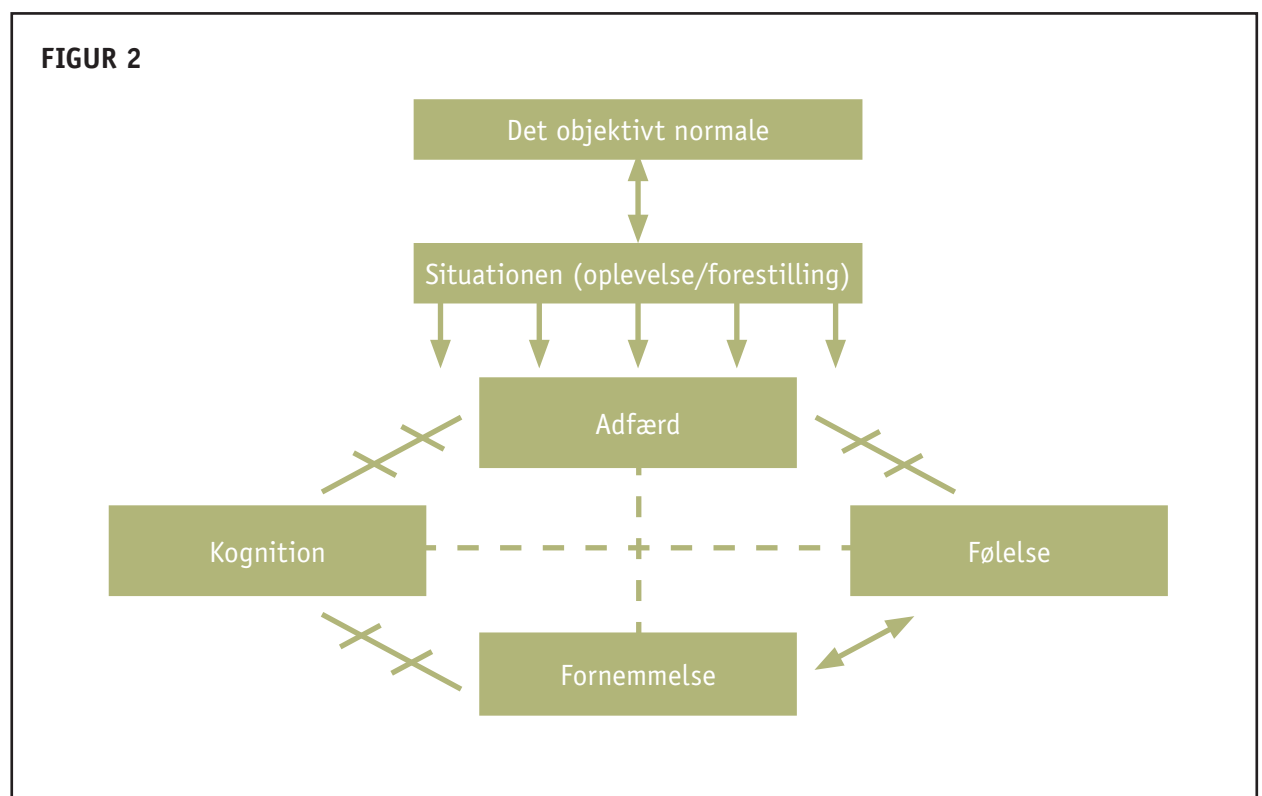 FIGUR 2
Det objektivt normale
Situationen (oplevelse/forestilling)
Adfærd
Kognition
Følelse
Fornemmelse